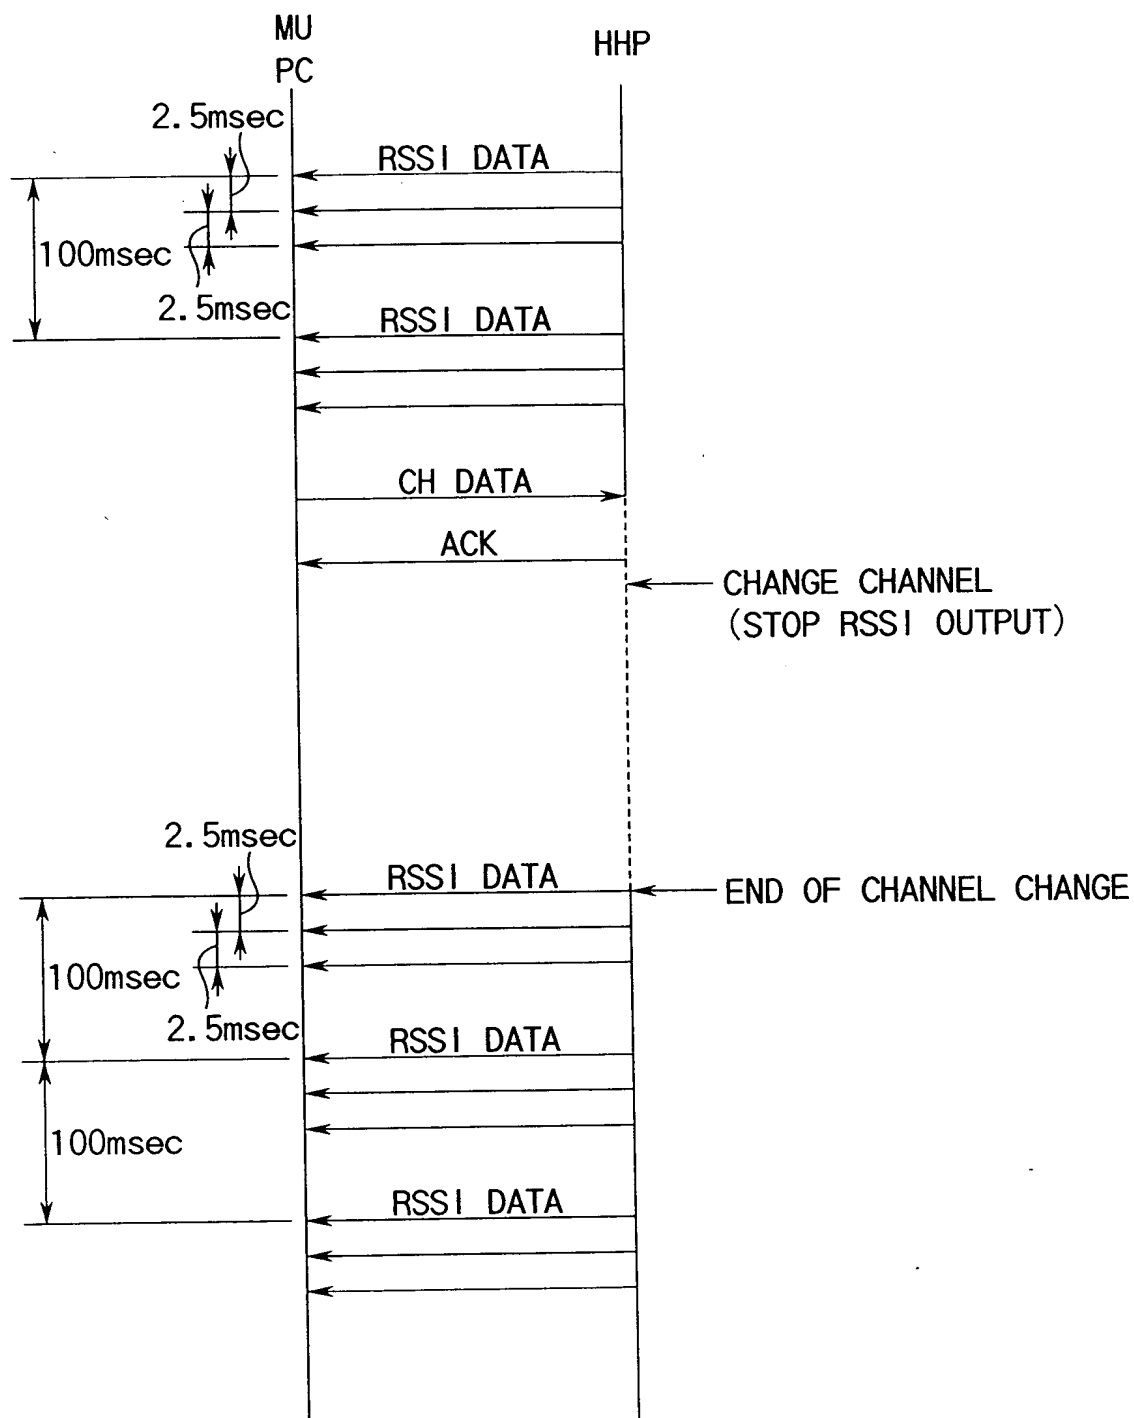 MU
PC
HHP
2.5msec
RSSI DATA
100msec
2.5msec
RSSI DATA
CH DATA
ACK
CHANGE CHANNEL
(STOP RSSI OUTPUT)
2.5msec
RSSI DATA
END OF CHANNEL CHANGE
100msec
2.5msec
RSSI DATA
100msec
RSSI DATA